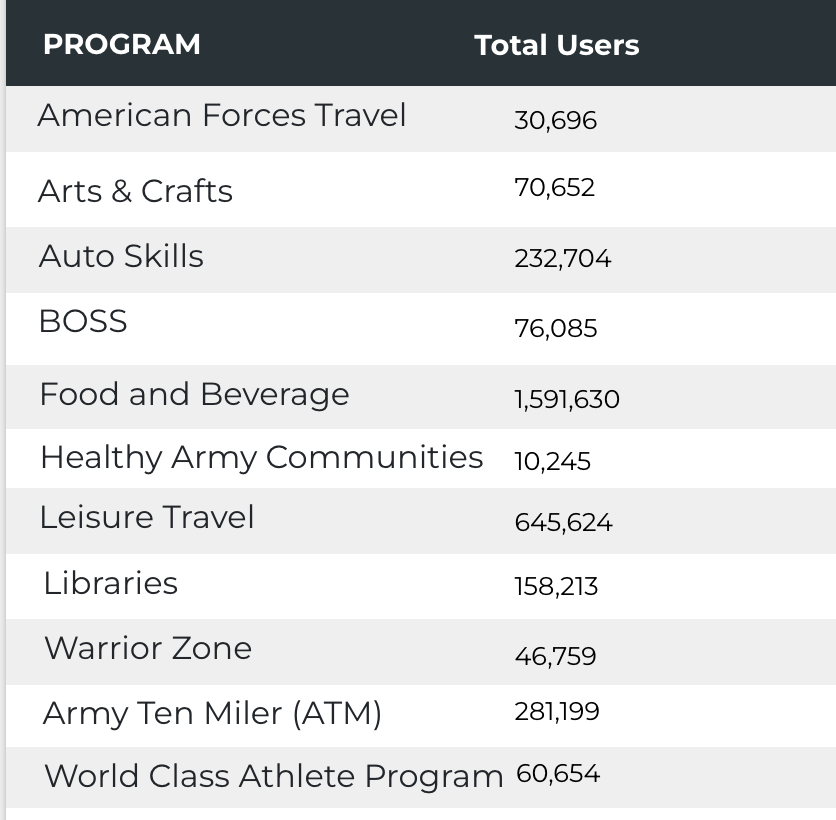 PROGRAM Total Users
American Forces Travel 30,696
Arts & Crafts 70,652
Auto Skills 232,704
BOSS 76,085
Food and Beverage 1,591,630
Healthy Army Communities 10,245
Leisure Travel 645,624
Libraries 158,213
Warrior Zone 46,759
Army Ten Miler (ATM) 281,199
World Class Athlete Program 60,654